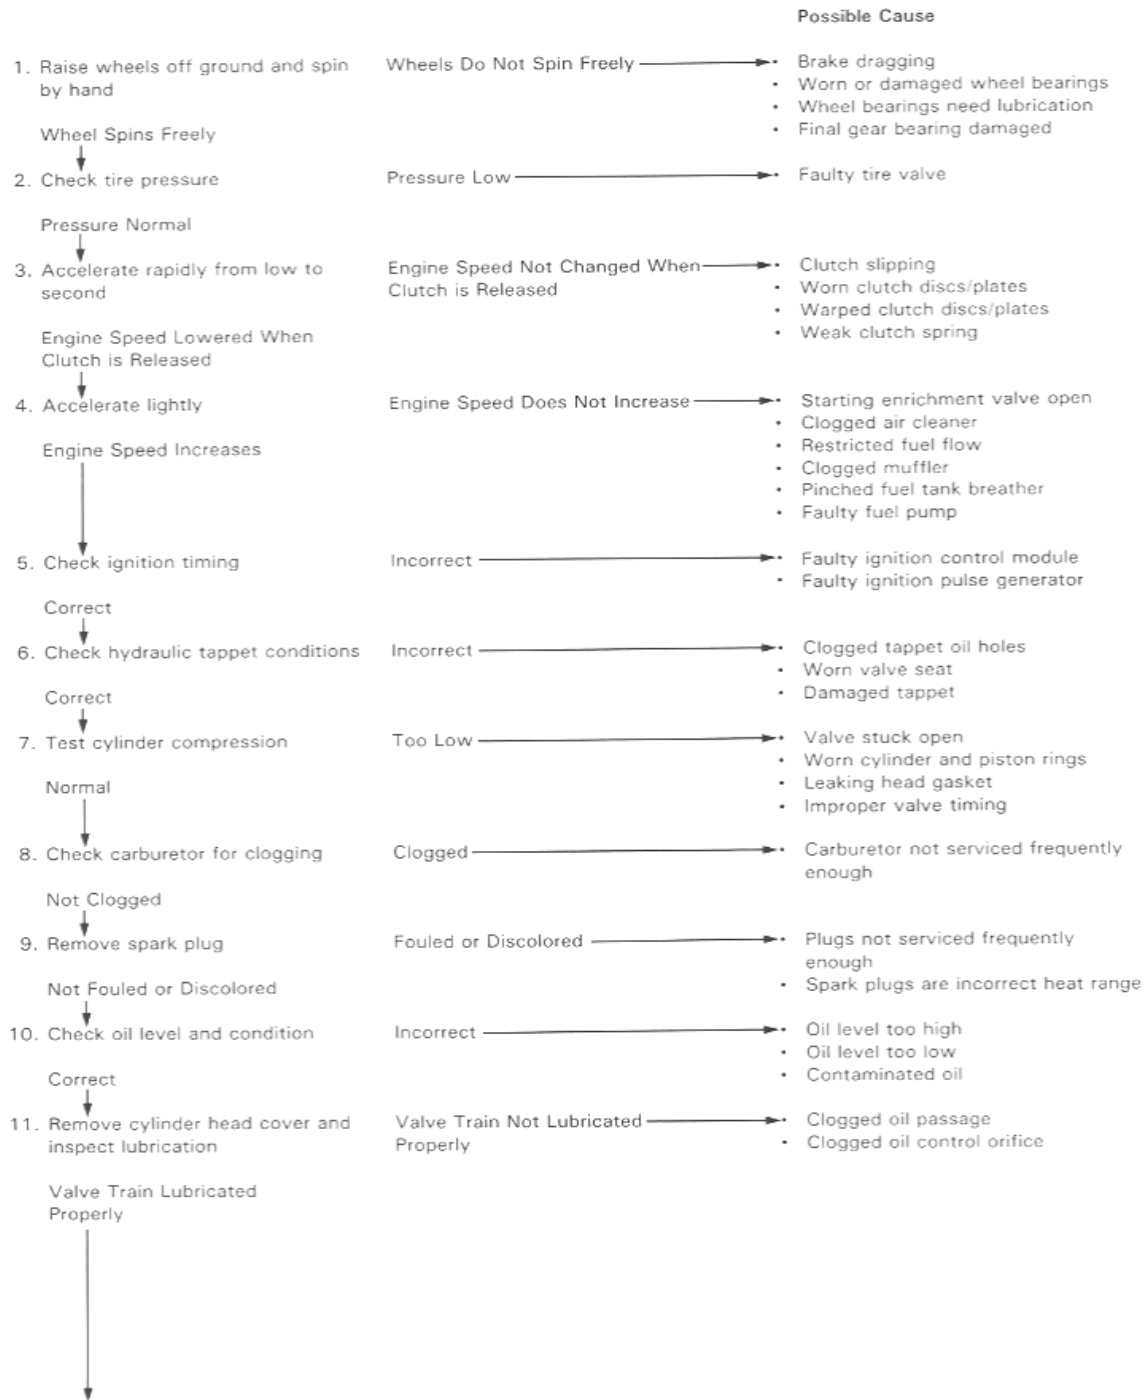 Possible Cause
1. Raise wheels off ground and spin
by hand
Wheels Do Not Spin Freely
• Brake dragging
• Worn or damaged wheel bearings
• Wheel bearings need lubrication
• Final gear bearing damaged
Wheel Spins Freely
2. Check tire pressure
Pressure Low
• Faulty tire valve
Pressure Normal
3. Accelerate rapidly from low to
second
Engine Speed Not Changed When
Clutch is Released
• Clutch slipping
• Worn clutch discs/plates
• Warped clutch discs/plates
• Weak clutch spring
Engine Speed Lowered When
Clutch is Released
4. Accelerate lightly
Engine Speed Does Not Increase
• Starting enrichment valve open
• Clogged air cleaner
• Restricted fuel flow
• Clogged muffler
• Pinched fuel tank breather
• Faulty fuel pump
Engine Speed Increases
5. Check ignition timing
Incorrect
• Faulty ignition control module
• Faulty ignition pulse generator
Correct
6. Check hydraulic tappet conditions
Incorrect
• Clogged tappet oil holes
• Worn valve seat
• Damaged tappet
Correct
7. Test cylinder compression
Too Low
• Valve stuck open
• Worn cylinder and piston rings
• Leaking head gasket
• Improper valve timing
Normal
8. Check carburetor for clogging
Clogged
• Carburetor not serviced frequently
enough
Not Clogged
9. Remove spark plug
Fouled or Discolored
• Plugs not serviced frequently
enough
• Spark plugs are incorrect heat range
Not Fouled or Discolored
10. Check oil level and condition
Incorrect
• Oil level too high
• Oil level too low
• Contaminated oil
Correct
11. Remove cylinder head cover and
inspect lubrication
Valve Train Not Lubricated
Properly
• Clogged oil passage
• Clogged oil control orifice
Valve Train Lubricated
Properly